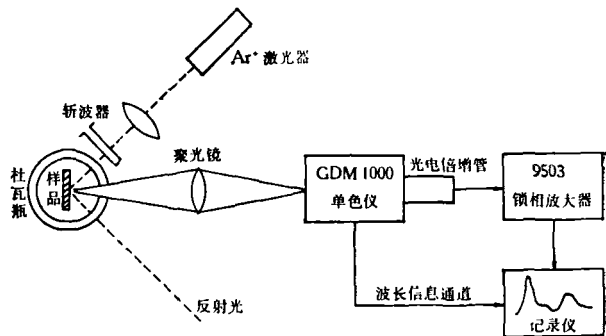 Ar⁺ 激光器
斩波器
聚光镜
杜瓦瓶
样品
GDM 1000
单色仪
光电倍增管
9503
锁相放大器
反射光
波长信息通道
记录仪